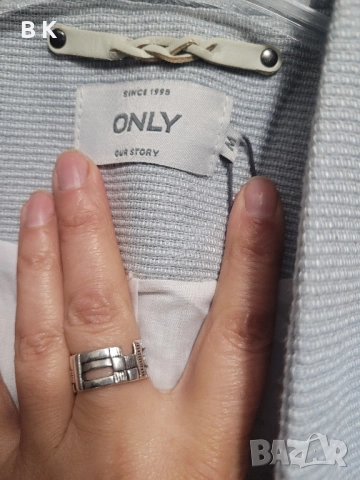 BK
SINCE 1995
ONLY
OUR STORY
M
BAZAR